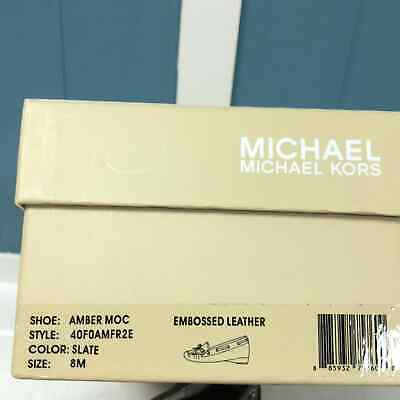 MICHAEL
MICHAEL KORS
SHOE: AMBER MOC
EMBOSSED LEATHER
STYLE: 40F0AMFR2E
COLOR: SLATE
SIZE: 8M